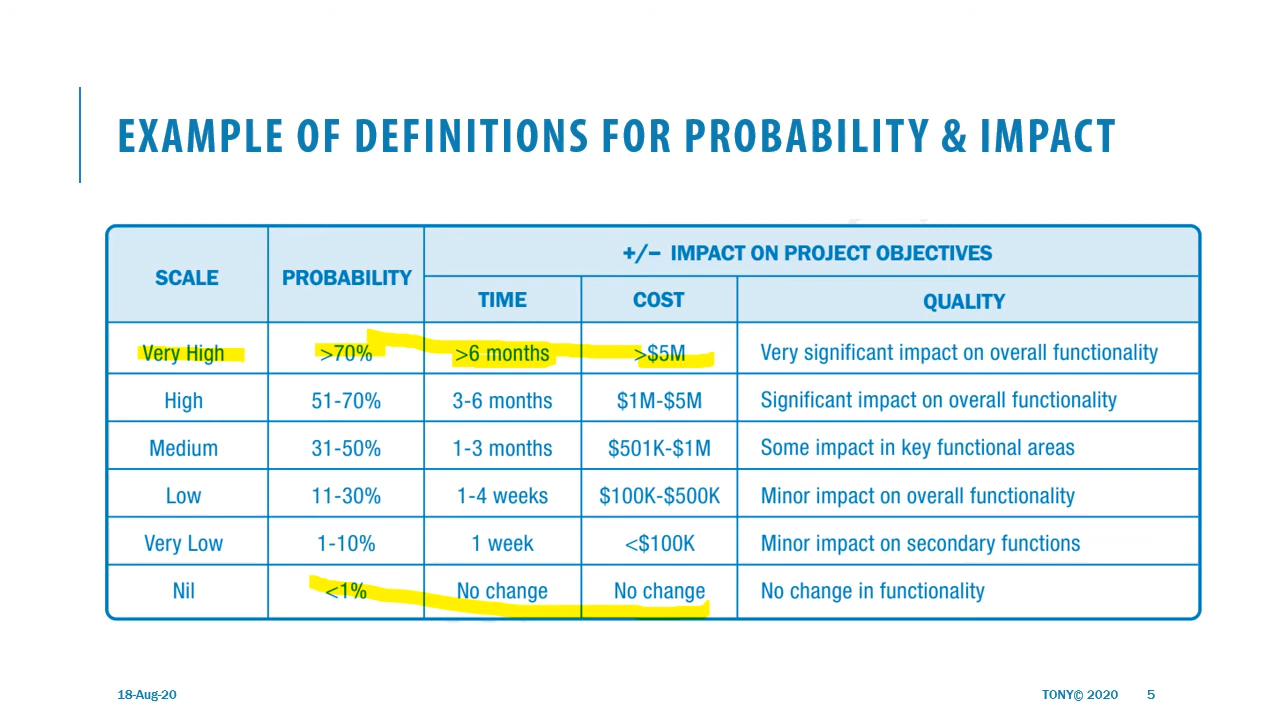 EXAMPLE OF DEFINITIONS FOR PROBABILITY & IMPACT
SCALE PROBABILITY +/− IMPACT ON PROJECT OBJECTIVES
TIME COST QUALITY
Very High >70% >6 months >$5M Very significant impact on overall functionality
High 51-70% 3-6 months $1M-$5M Significant impact on overall functionality
Medium 31-50% 1-3 months $501K-$1M Some impact in key functional areas
Low 11-30% 1-4 weeks $100K-$500K Minor impact on overall functionality
Very Low 1-10% 1 week <$100K Minor impact on secondary functions
Nil <1% No change No change No change in functionality
18-Aug-20 TONY© 2020 5